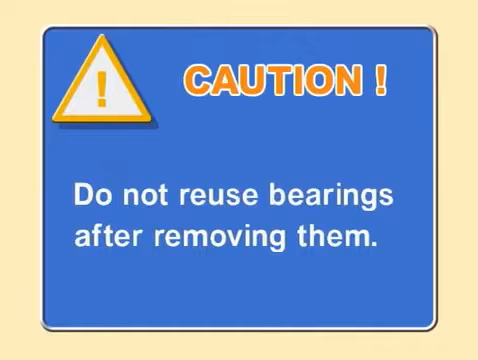 !
CAUTION !
Do not reuse bearings
after removing them.